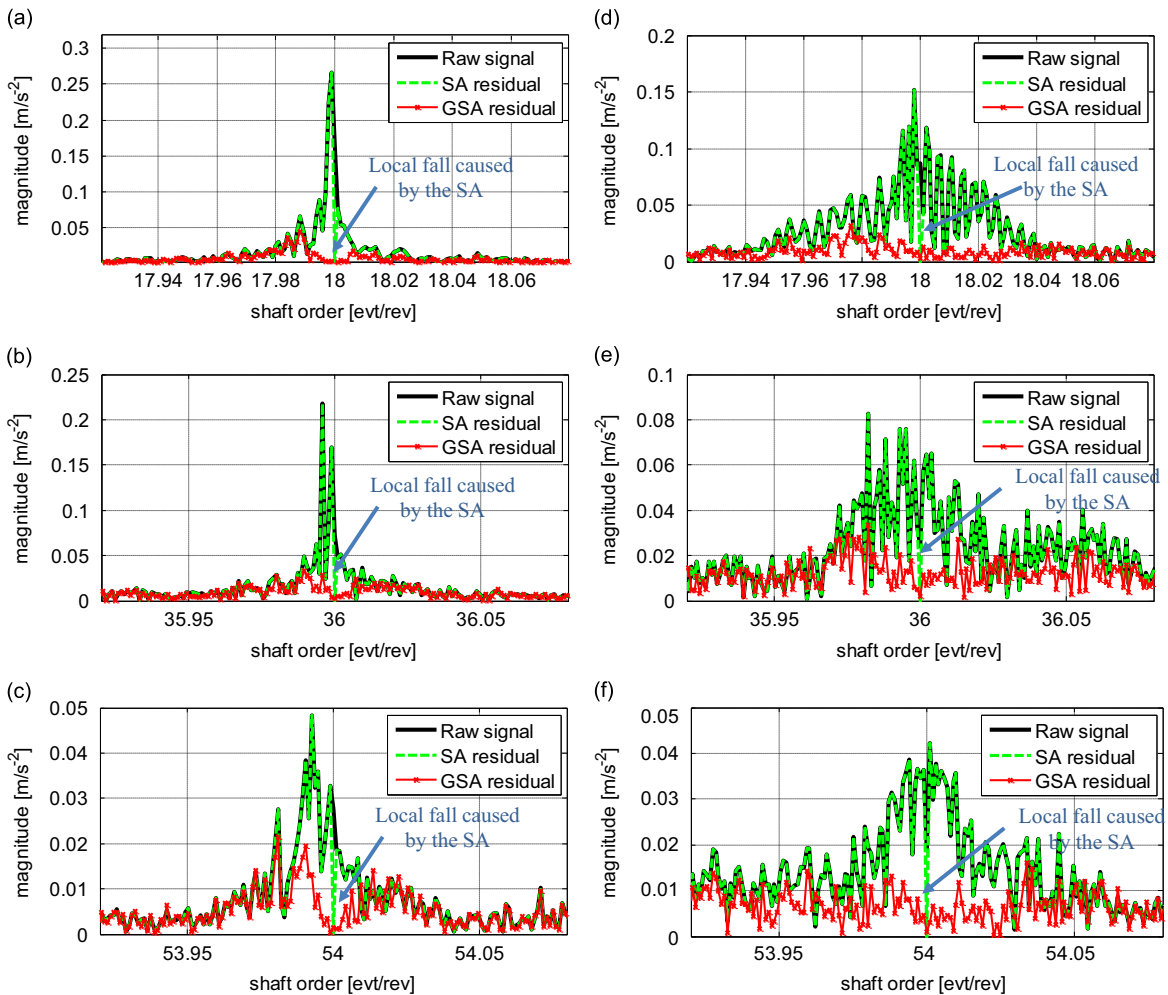 (a)
0.3
0.25
0.2
0.15
0.1
0.05
magnitude [m/s-2]
Raw signal
SA residual
GSA residual
Local fall caused
by the SA
17.94 17.96 17.98 18 18.02 18.04 18.06
shaft order [evt/rev]
(d)
0.2
0.15
0.1
0.05
0
magnitude [m/s-2]
Raw signal
SA residual
GSA residual
Local fall caused
by the SA
17.94 17.96 17.98 18 18.02 18.04 18.06
shaft order [evt/rev]
(b)
0.25
0.2
0.15
0.1
0.05
0
magnitude [m/s-2]
Raw signal
SA residual
GSA residual
Local fall caused
by the SA
35.95 36 36.05
shaft order [evt/rev]
(e)
0.1
0.08
0.06
0.04
0.02
0
magnitude [m/s-2]
Raw signal
SA residual
GSA residual
Local fall caused
by the SA
35.95 36 36.05
shaft order [evt/rev]
(c)
0.05
0.04
0.03
0.02
0.01
0
magnitude [m/s-2]
Raw signal
SA residual
GSA residual
Local fall caused
by the SA
53.95 54 54.05
shaft order [evt/rev]
(f)
0.05
0.04
0.03
0.02
0.01
0
magnitude [m/s-2]
Raw signal
SA residual
GSA residual
Local fall caused
by the SA
53.95 54 54.05
shaft order [evt/rev]